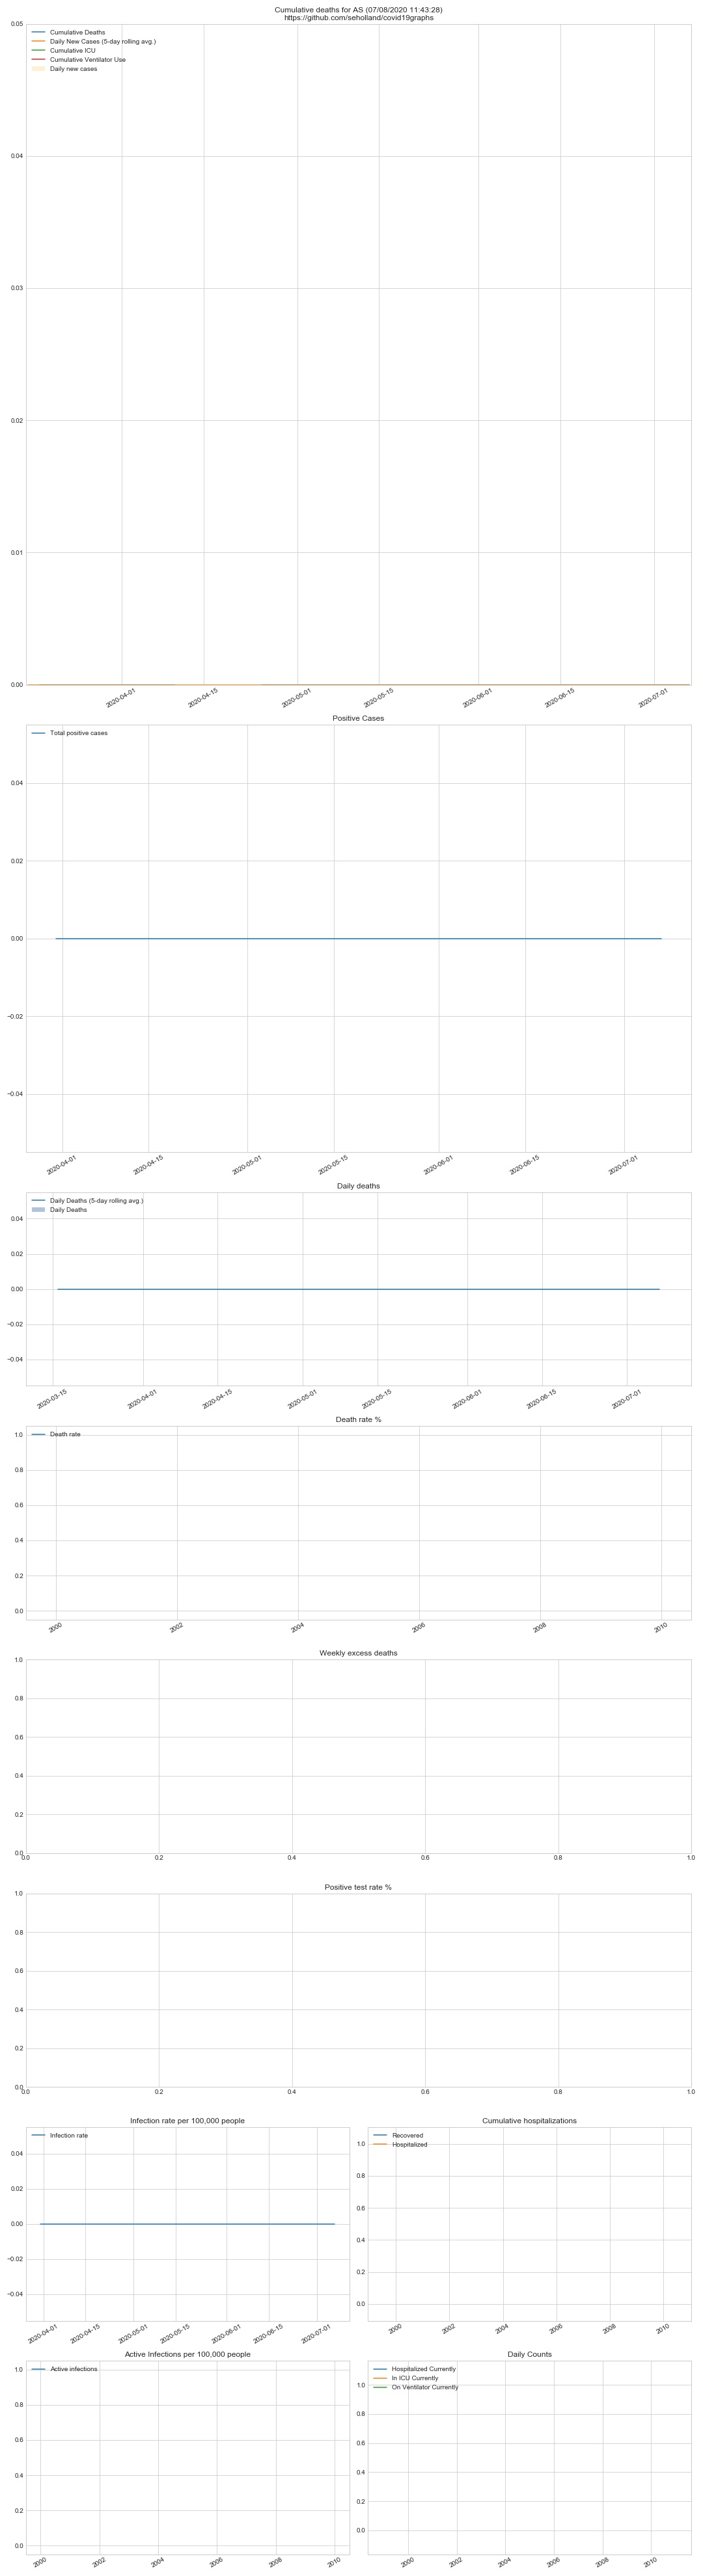 Cumulative deaths for AS (07/08/2020 11:43:28)
https://github.com/seholland/covid19graphs
Cumulative Deaths
Daily New Cases (5-day rolling avg.)
Cumulative ICU
Cumulative Ventilator Use
Daily new cases
0.05
0.04
0.03
0.02
0.01
0.00
2020-04-01 2020-04-15 2020-05-01 2020-05-15 2020-06-01 2020-06-15 2020-07-01
Positive Cases
Total positive cases
0.04
0.02
0.00
−0.02
−0.04
2020-04-01 2020-04-15 2020-05-01 2020-05-15 2020-06-01 2020-06-15 2020-07-01
Daily deaths
Daily Deaths (5-day rolling avg.)
Daily Deaths
0.04
0.02
0.00
−0.02
−0.04
2020-03-15 2020-04-01 2020-04-15 2020-05-01 2020-05-15 2020-06-01 2020-06-15 2020-07-01
Death rate %
Death rate
1.0
0.8
0.6
0.4
0.2
0.0
2000 2002 2004 2006 2008 2010
Weekly excess deaths
1.0
0.8
0.6
0.4
0.2
0.0
0.0 0.2 0.4 0.6 0.8 1.0
Positive test rate %
1.0
0.8
0.6
0.4
0.2
0.0
0.0 0.2 0.4 0.6 0.8 1.0
Infection rate per 100,000 people
Infection rate
0.04
0.02
0.00
−0.02
−0.04
2020-04-01 2020-04-15 2020-05-01 2020-05-15 2020-06-01 2020-06-15 2020-07-01
Cumulative hospitalizations
Recovered
Hospitalized
1.0
0.8
0.6
0.4
0.2
0.0
2000 2002 2004 2006 2008 2010
Active Infections per 100,000 people
Active infections
1.0
0.8
0.6
0.4
0.2
0.0
2000 2002 2004 2006 2008 2010
Daily Counts
Hospitalized Currently
In ICU Currently
On Ventilator Currently
1.0
0.8
0.6
0.4
0.2
0.0
2000 2002 2004 2006 2008 2010